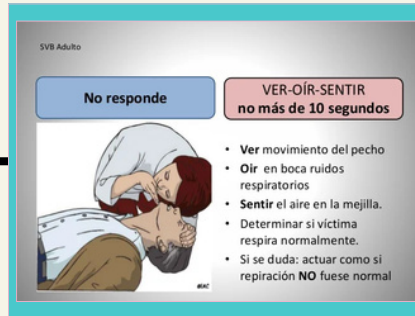 SVB Adulto
No responde
VER-OÍR-SENTIR
no más de 10 segundos
• Ver movimiento del pecho
• Oir en boca ruidos
respiratorios
• Sentir el aire en la mejilla.
• Determinar si víctima
respira normalmente.
• Si se duda: actuar como si
repiración NO fuese normal